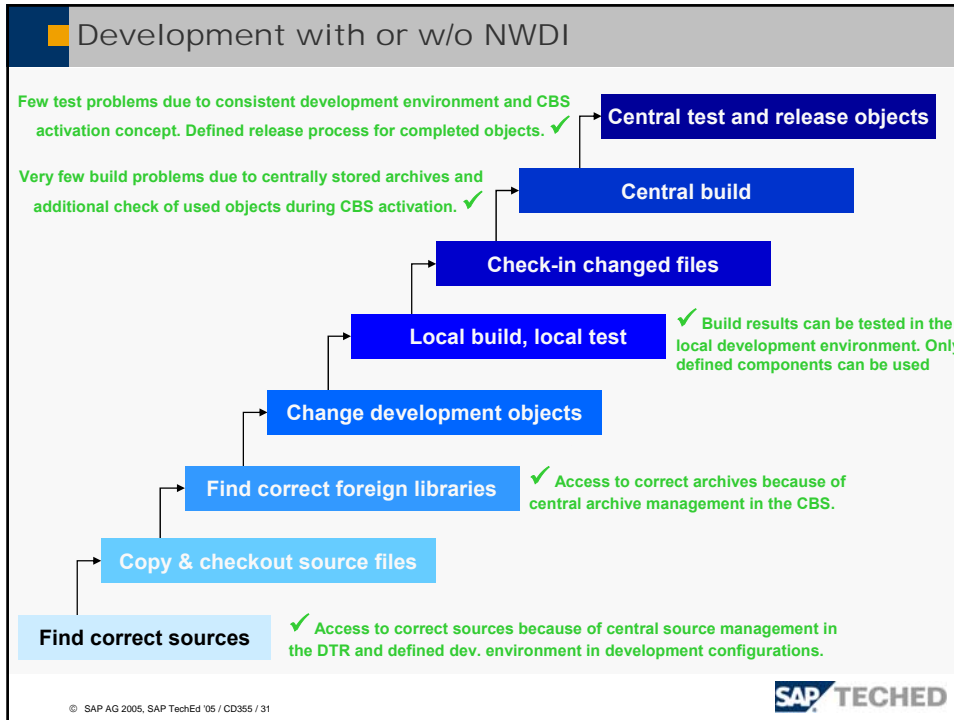 Development with or w/o NWDI
Few test problems due to consistent development environment and CBS
activation concept. Defined release process for completed objects.
Central test and release objects
Very few build problems due to centrally stored archives and
additional check of used objects during CBS activation.
Central build
Check-in changed files
Local build, local test
Build results can be tested in the
local development environment. Only
defined components can be used
Change development objects
Find correct foreign libraries
Access to correct archives because of
central archive management in the CBS.
Copy & checkout source files
Find correct sources
Access to correct sources because of central source management in
the DTR and defined dev. environment in development configurations.
© SAP AG 2005, SAP TechEd '05 / CD355 / 31
SAP TECHED